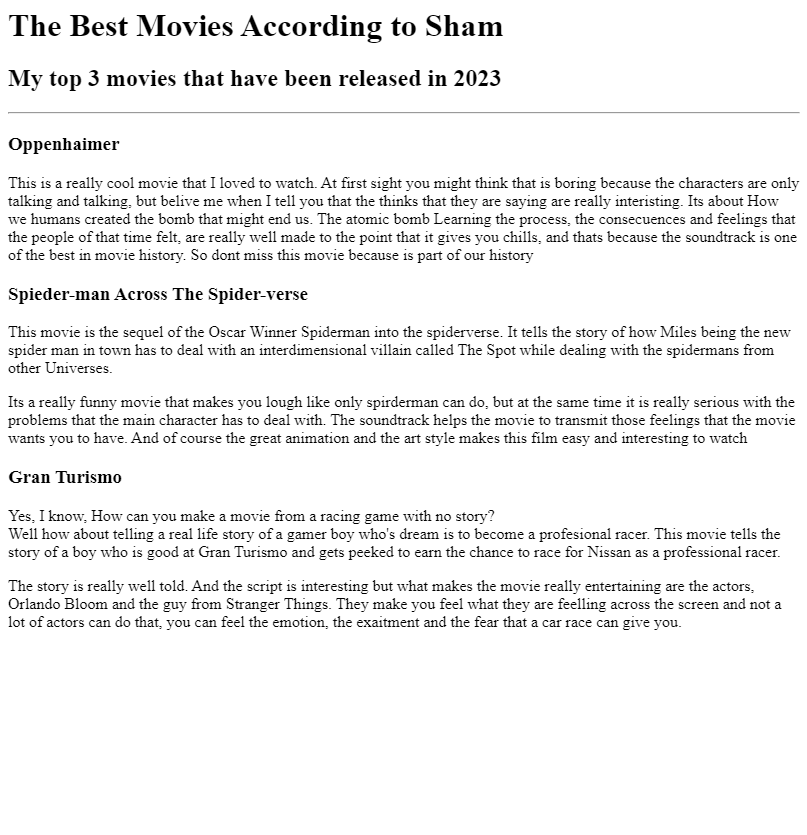 The Best Movies According to Sham
My top 3 movies that have been released in 2023
Oppenhaimer
This is a really cool movie that I loved to watch. At first sight you might think that is boring because the characters are only
talking and talking, but belive me when I tell you that the thinks that they are saying are really interisting. Its about How
we humans created the bomb that might end us. The atomic bomb Learning the process, the consecuences and feelings that
the people of that time felt, are really well made to the point that it gives you chills, and thats because the soundtrack is one
of the best in movie history. So dont miss this movie because is part of our history
Spieder-man Across The Spider-verse
This movie is the sequel of the Oscar Winner Spiderman into the spiderverse. It tells the story of how Miles being the new
spider man in town has to deal with an interdimensional villain called The Spot while dealing with the spidermans from
other Universes.
Its a really funny movie that makes you lough like only spirderman can do, but at the same time it is really serious with the
problems that the main character has to deal with. The soundtrack helps the movie to transmit those feelings that the movie
wants you to have. And of course the great animation and the art style makes this film easy and interesting to watch
Gran Turismo
Yes, I know, How can you make a movie from a racing game with no story?
Well how about telling a real life story of a gamer boy who's dream is to become a profesional racer. This movie tells the
story of a boy who is good at Gran Turismo and gets peeked to earn the chance to race for Nissan as a professional racer.
The story is really well told. And the script is interesting but what makes the movie really entertaining are the actors,
Orlando Bloom and the guy from Stranger Things. They make you feel what they are feelling across the screen and not a
lot of actors can do that, you can feel the emotion, the exaitment and the fear that a car race can give you.